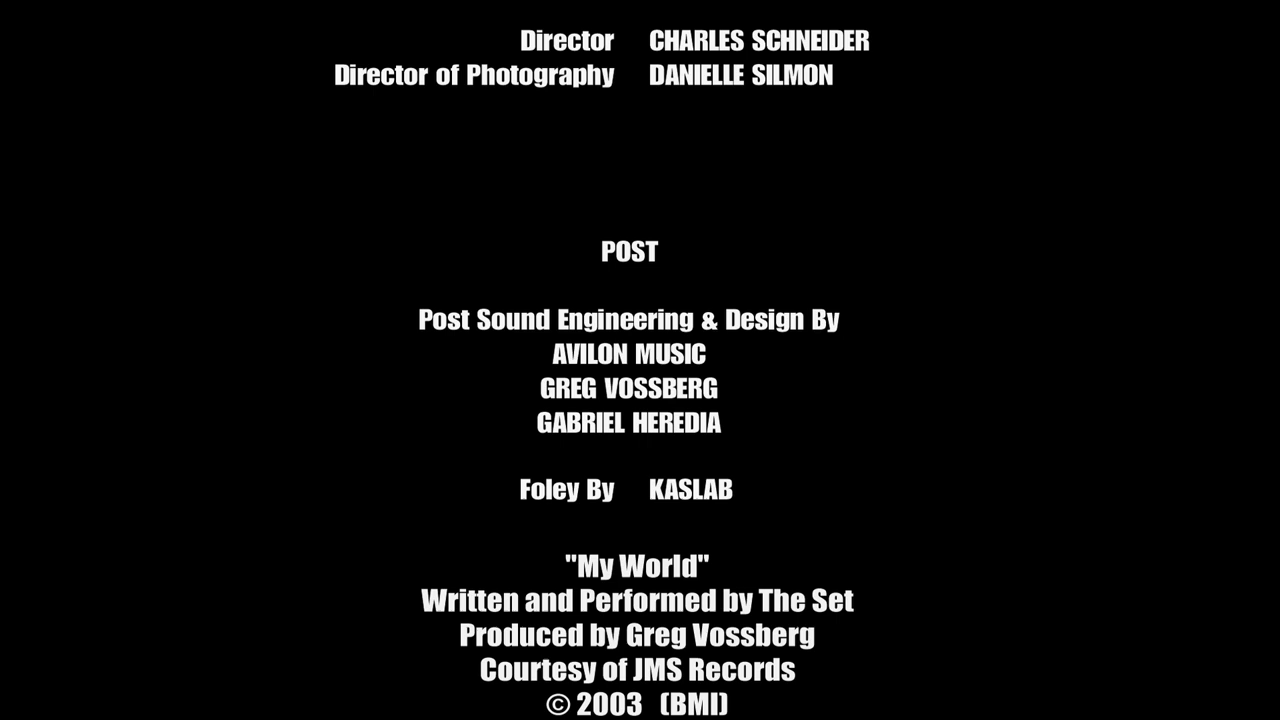 Director CHARLES SCHNEIDER
Director of Photography DANIELLE SILMON
POST
Post Sound Engineering & Design By
AVILON MUSIC
GREG VOSSBERG
GABRIEL HEREDIA
Foley By KASLAB
"My World"
Written and Performed by The Set
Produced by Greg Vossberg
Courtesy of JMS Records
© 2003 (BMI)